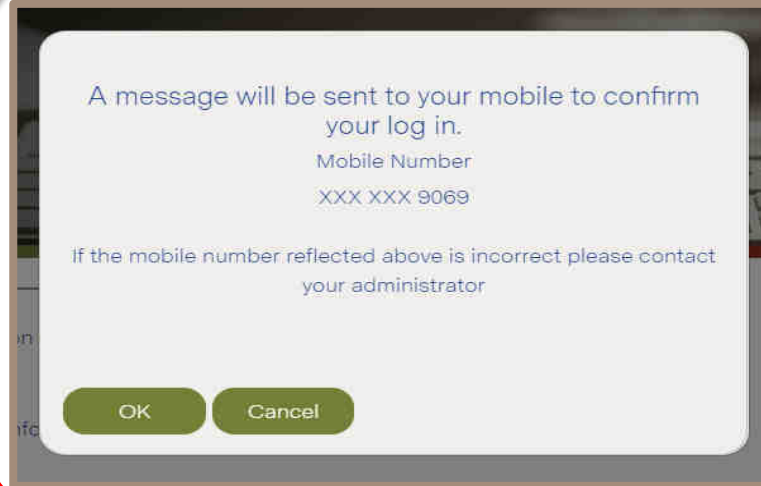 A message will be sent to your mobile to confirm
your log in.
Mobile Number
XXX XXX 9069
If the mobile number reflected above is incorrect please contact
your administrator
OK
Cancel